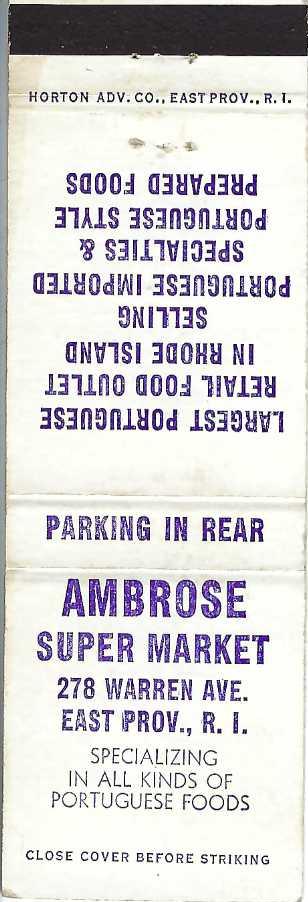 HORTON ADV. CO., EAST PROV., R. I.
LARGEST PORTUGUESE
RETAIL FOOD OUTLET
IN RHODE ISLAND
SELLING
PORTUGUESE IMPORTED
SPECIALTIES &
PORTUGUESE STYLE
PREPARED FOODS
PARKING IN REAR
AMBROSE
SUPER MARKET
278 WARREN AVE.
EAST PROV., R. I.
SPECIALIZING
IN ALL KINDS OF
PORTUGUESE FOODS
CLOSE COVER BEFORE STRIKING